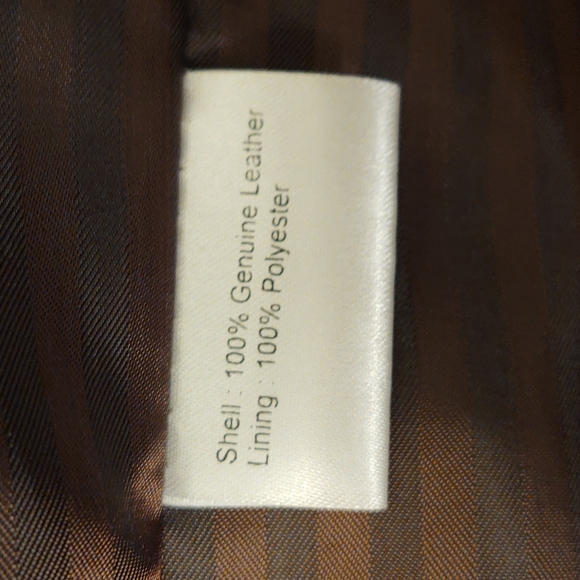 Shell : 100% Genuine Leather
Lining : 100% Polyester